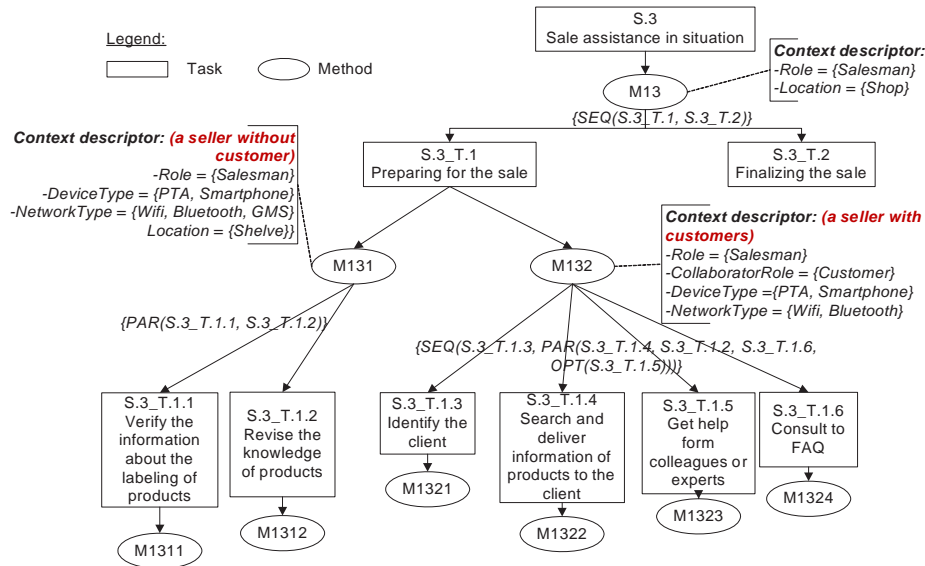 S.3
Sale assistance in situation
Legend:
Task
Method
M13
Context descriptor:
-Role = {Salesman}
-Location = {Shop}
{SEQ(S.3_T.1, S.3_T.2)}
Context descriptor: (a seller without
customer)
-Role = {Salesman}
-DeviceType = {PTA, Smartphone}
-NetworkType = {Wifi, Bluetooth, GMS}
Location = {Shelve}}
S.3_T.1
Preparing for the sale
S.3_T.2
Finalizing the sale
Context descriptor: (a seller with
customers)
-Role = {Salesman}
-CollaboratorRole = {Customer}
-DeviceType ={PTA, Smartphone}
-NetworkType = {Wifi, Bluetooth}
M131
M132
{PAR(S.3_T.1.1, S.3_T.1.2)}
{SEQ(S.3_T.1.3, PAR(S.3_T.1.4, S.3_T.1.2, S.3_T.1.6,
OPT(S.3_T.1.5)))}
S.3_T.1.1
Verify the
information
about the
labeling of
products
S.3_T.1.2
Revise the
knowledge
of products
S.3_T.1.3
Identify the
client
S.3_T.1.4
Search and
deliver
information
of products to
the client
S.3_T.1.5
Get help
form
colleagues or
experts
S.3_T.1.6
Consult to
FAQ
M1311
M1312
M1321
M1322
M1323
M1324